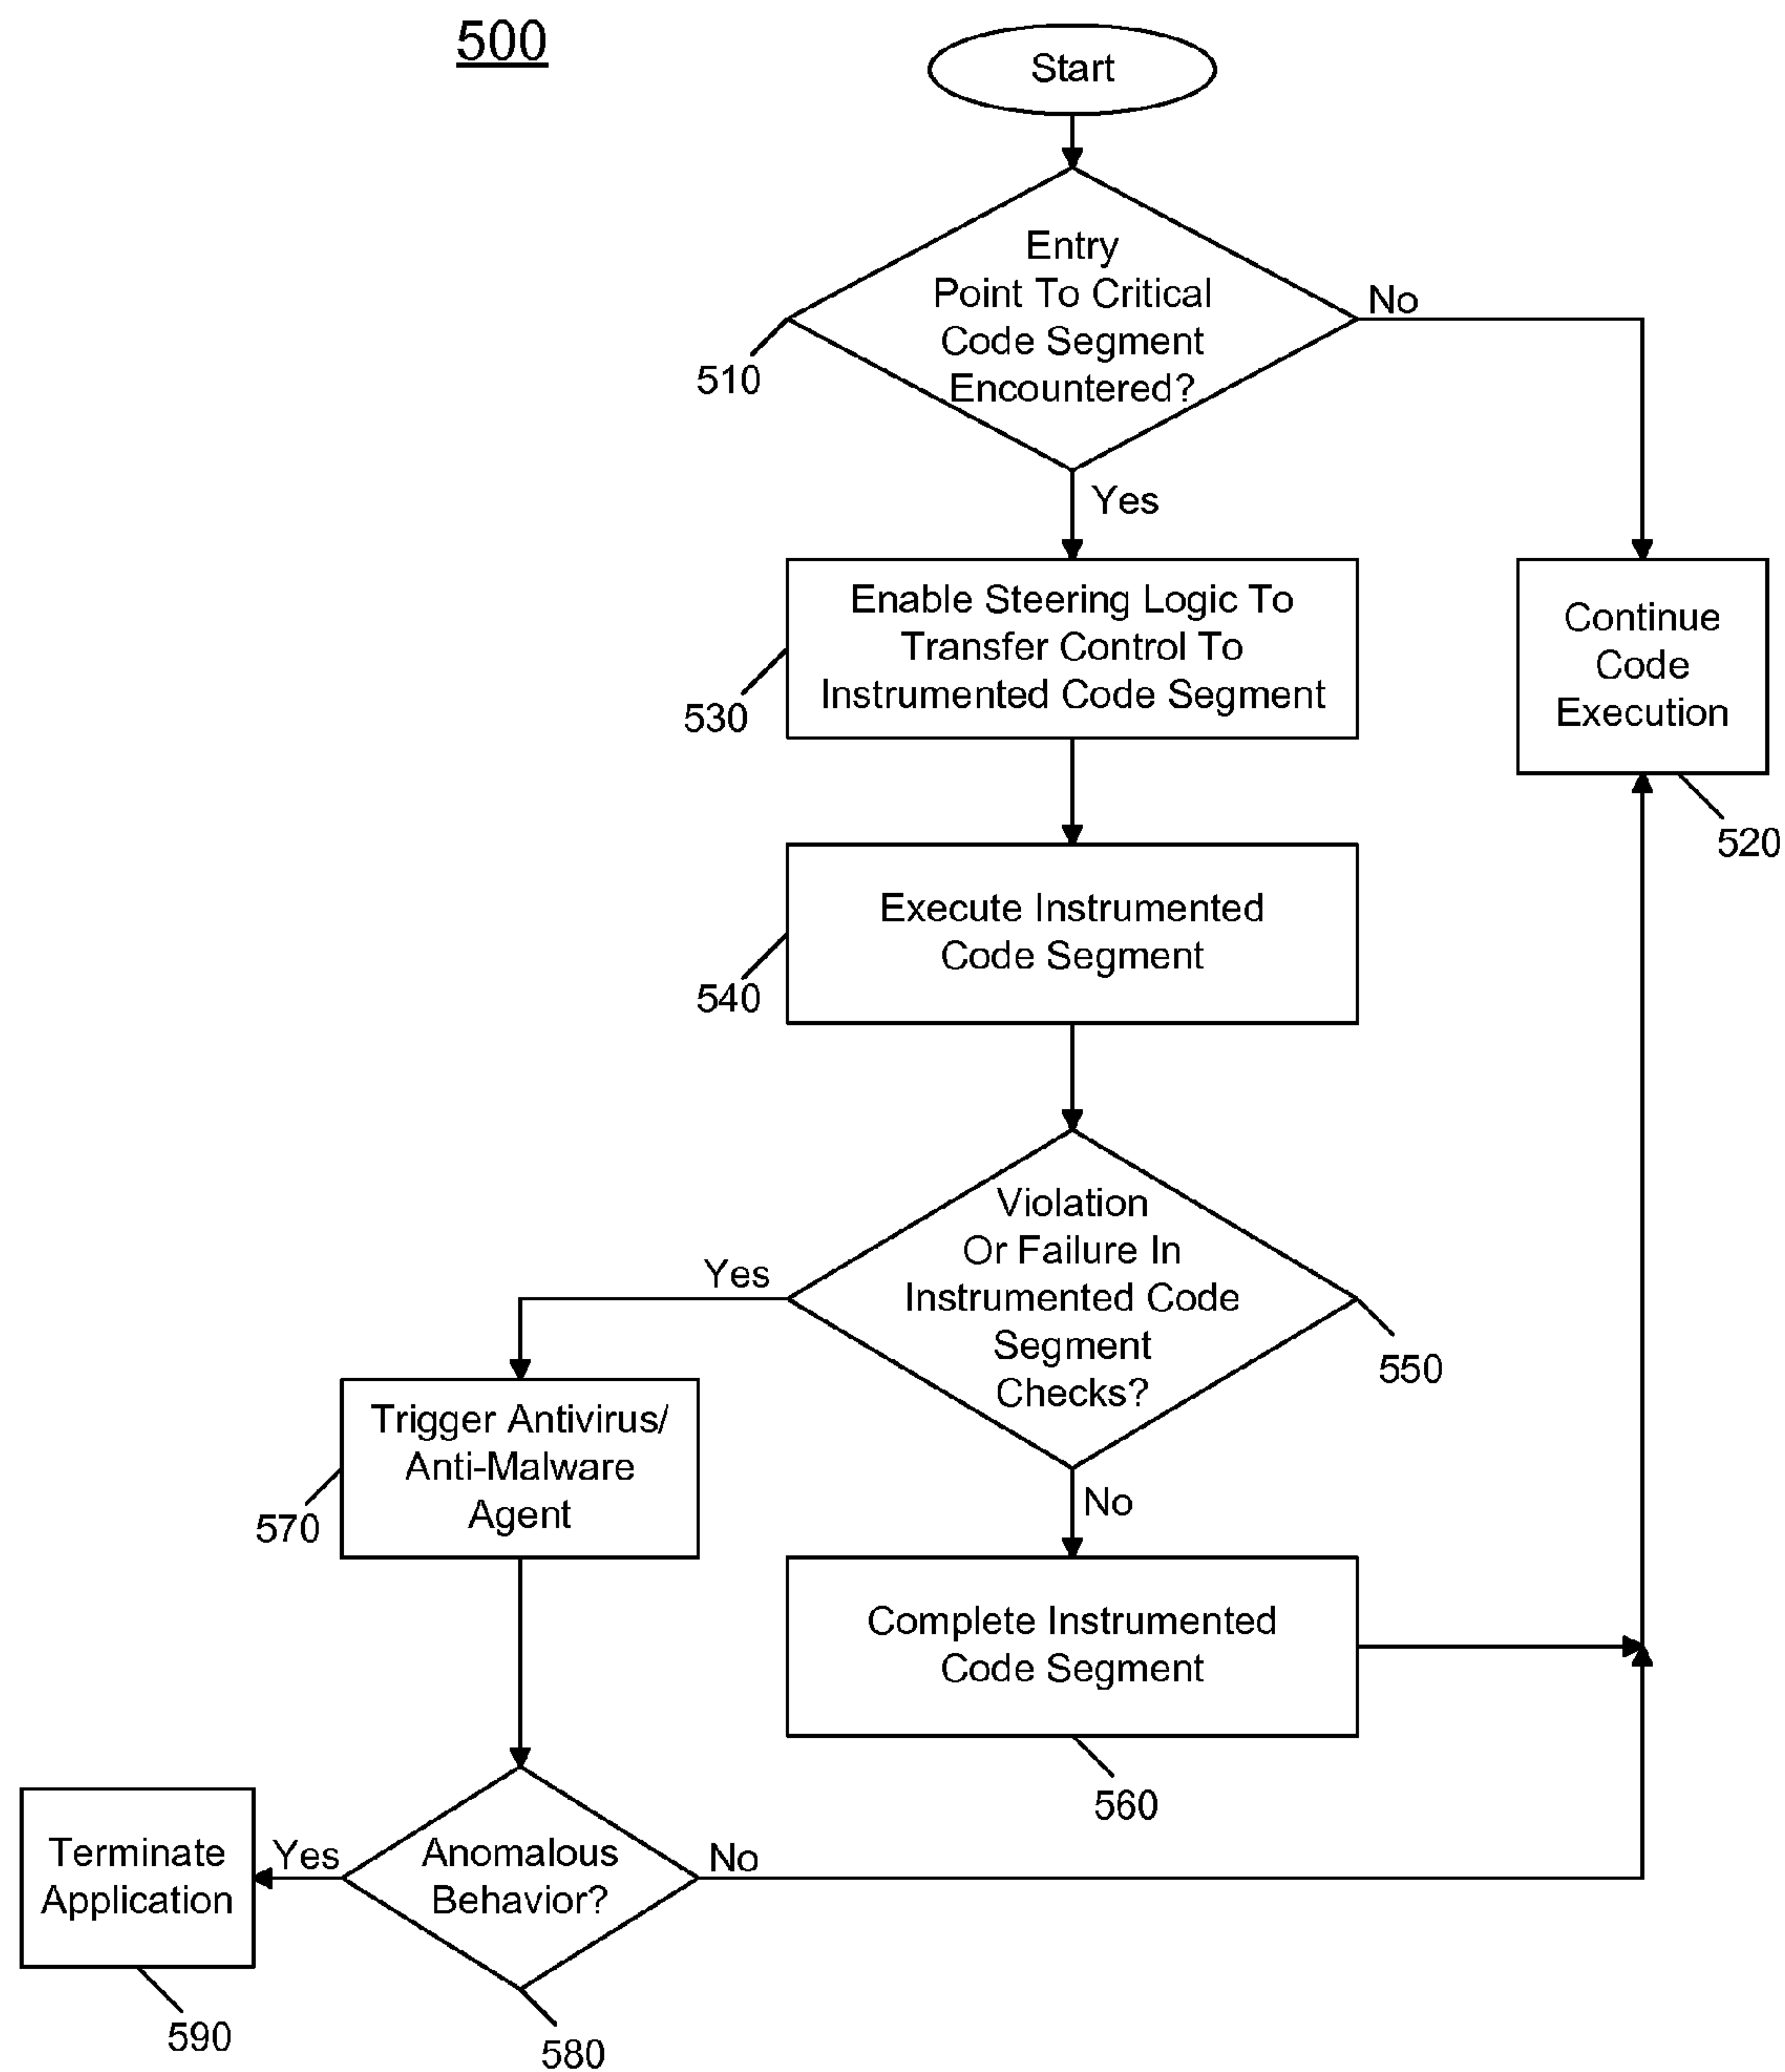 500
Start
Entry
Point To Critical
Code Segment
Encountered?
No
510
Yes
Enable Steering Logic To
Transfer Control To
Instrumented Code Segment
530
Continue
Code
Execution
520
Execute Instrumented
Code Segment
540
Violation
Or Failure In
Instrumented Code
Segment
Checks?
Yes
550
No
Trigger Antivirus/
Anti-Malware
Agent
570
Complete Instrumented
Code Segment
560
Terminate
Application
Yes
Anomalous
Behavior?
No
590
580